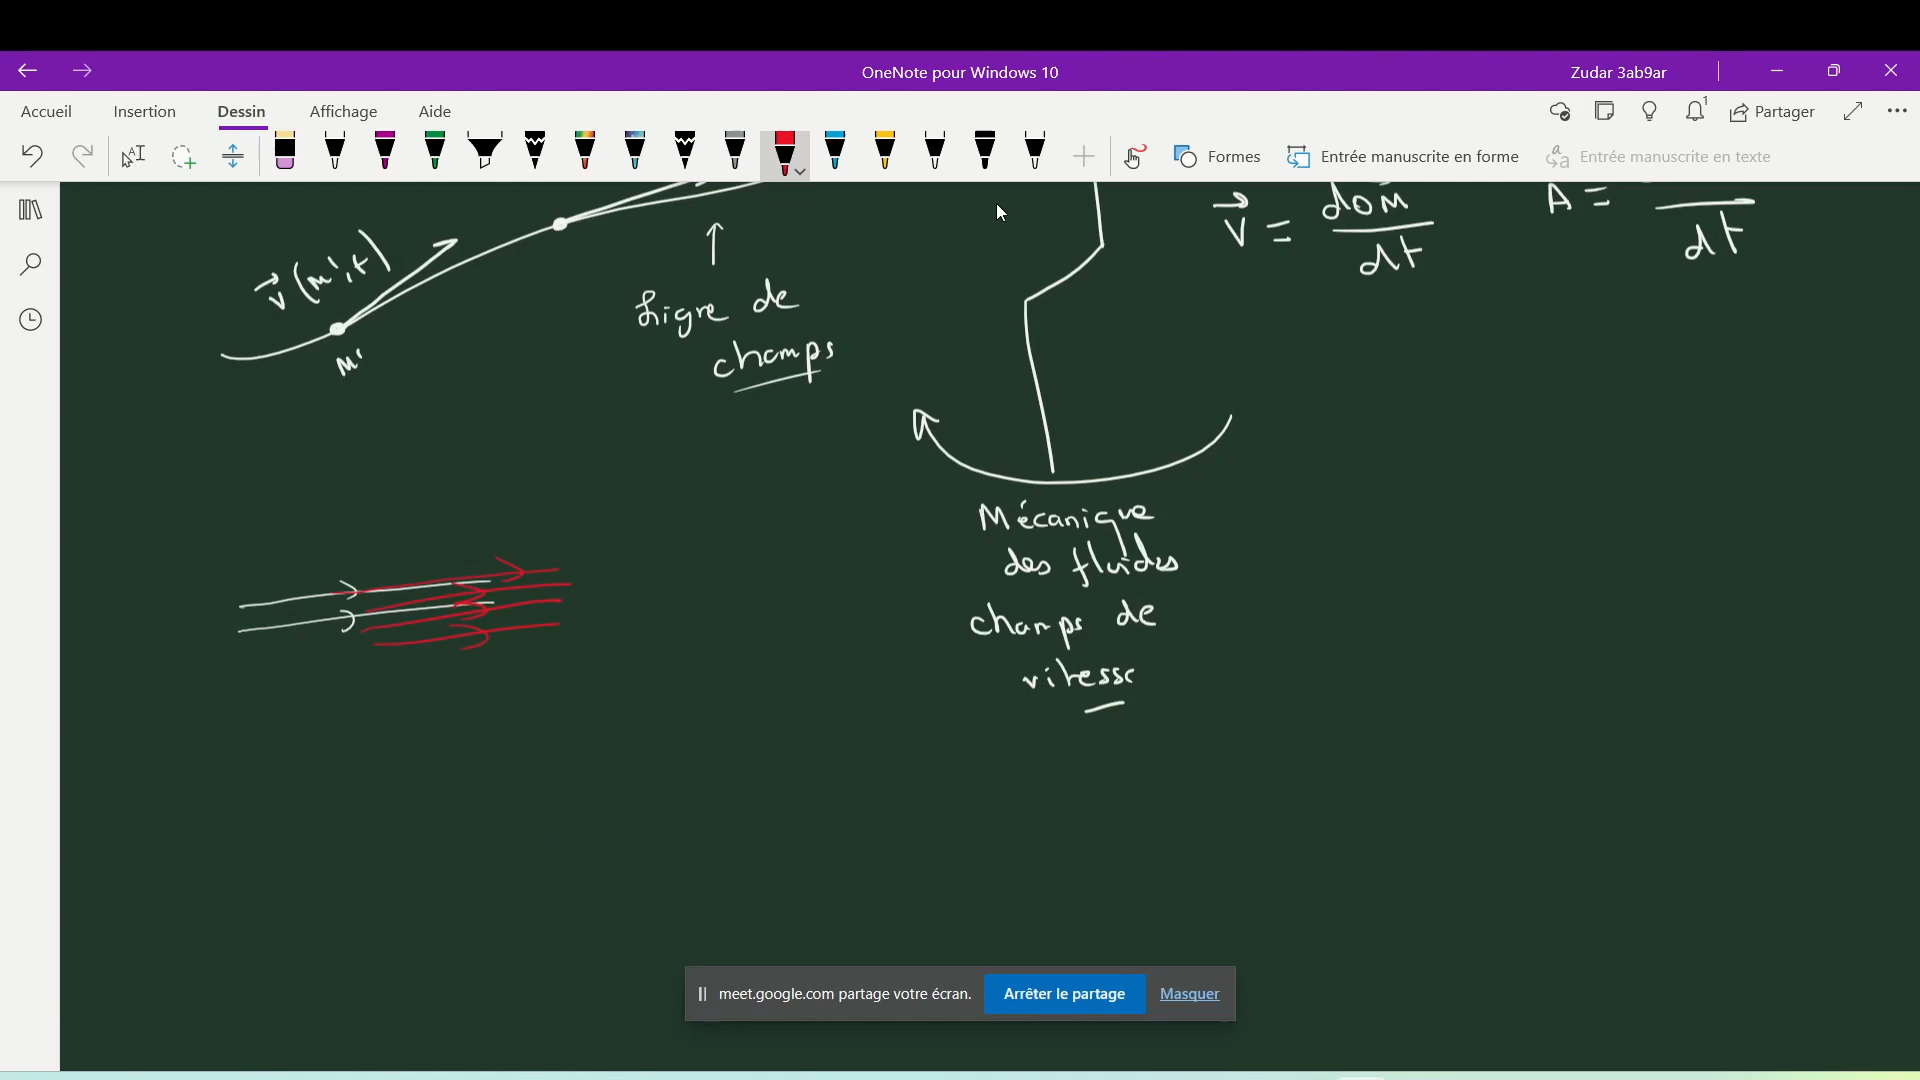 OneNote pour Windows 10
Zudar 3ab9ar
Accueil Insertion Dessin Affichage Aide
1
Partager
Formes
Entrée manuscrite en forme
Entrée manuscrite en texte
V⃗ = dOM / dt
A = / dt
v⃗(M',t)
M'
Ligne de
champs
Mécanique
des fluides
champs de
vitesse
meet.google.com partage votre écran.
Arrêter le partage
Masquer